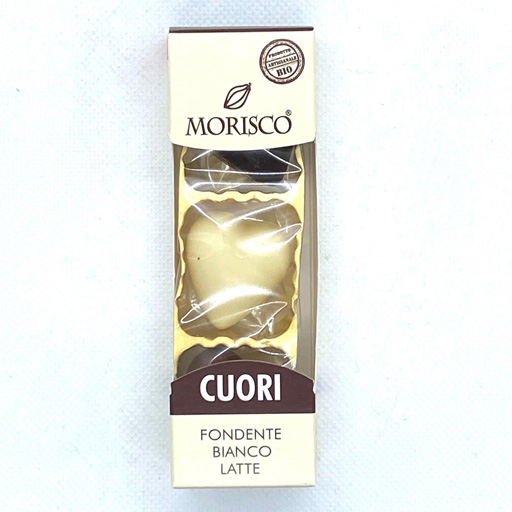 PRODOTTO
ARTIGIANALE
BIO
MORISCO®
CUORI
FONDENTE
BIANCO
LATTE